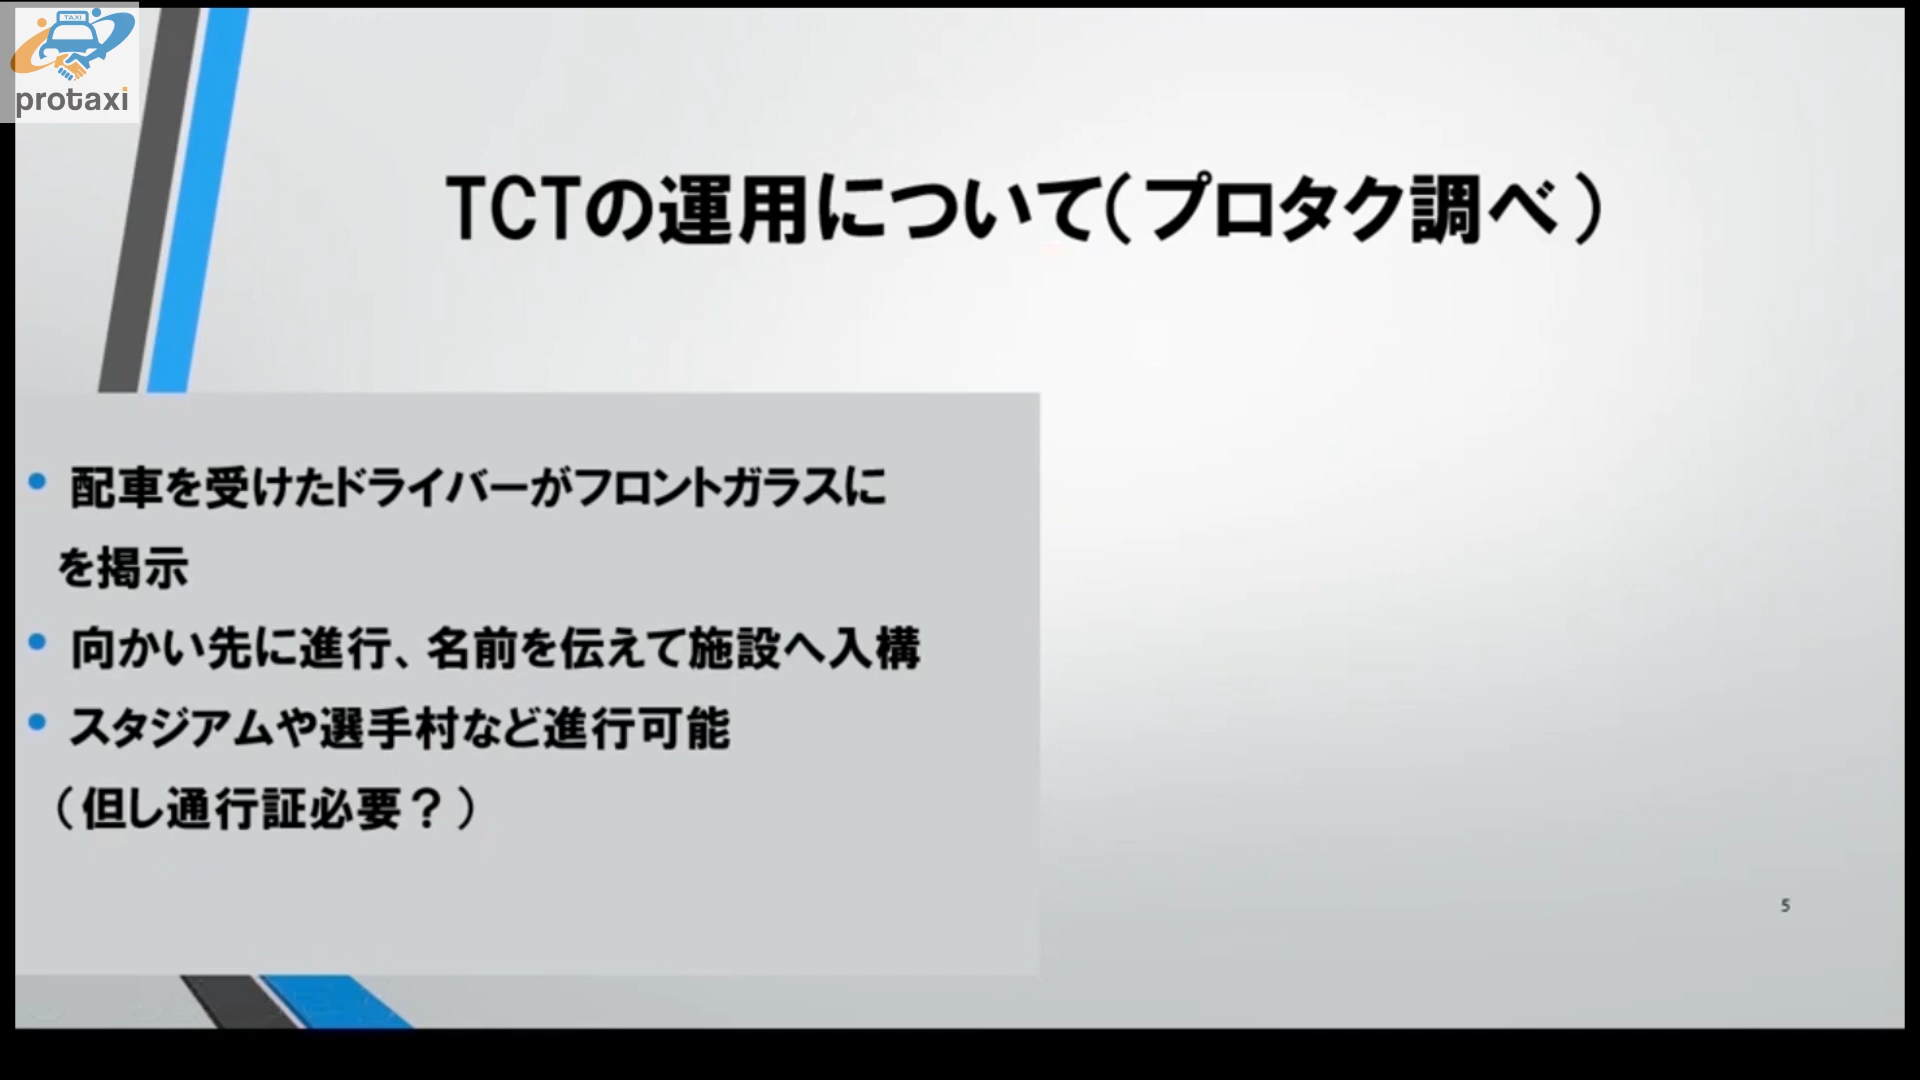 TAXI
protaxi
TCTの運用について(プロタク調べ)
• 配車を受けたドライバーがフロントガラスに
を掲示
• 向かい先に進行、名前を伝えて施設へ入構
• スタジアムや選手村など進行可能
(但し通行証必要?)
5